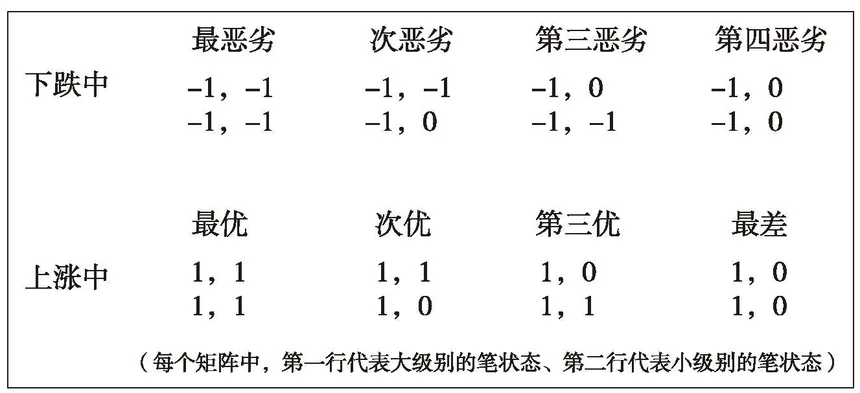 最恶劣 次恶劣 第三恶劣 第四恶劣
下跌中 -1, -1 -1, -1 -1, 0 -1, 0
-1, -1 -1, 0 -1, -1 -1, 0
最优 次优 第三优 最差
上涨中 1, 1 1, 1 1, 0 1, 0
1, 1 1, 0 1, 1 1, 0
（每个矩阵中，第一行代表大级别的笔状态、第二行代表小级别的笔状态）